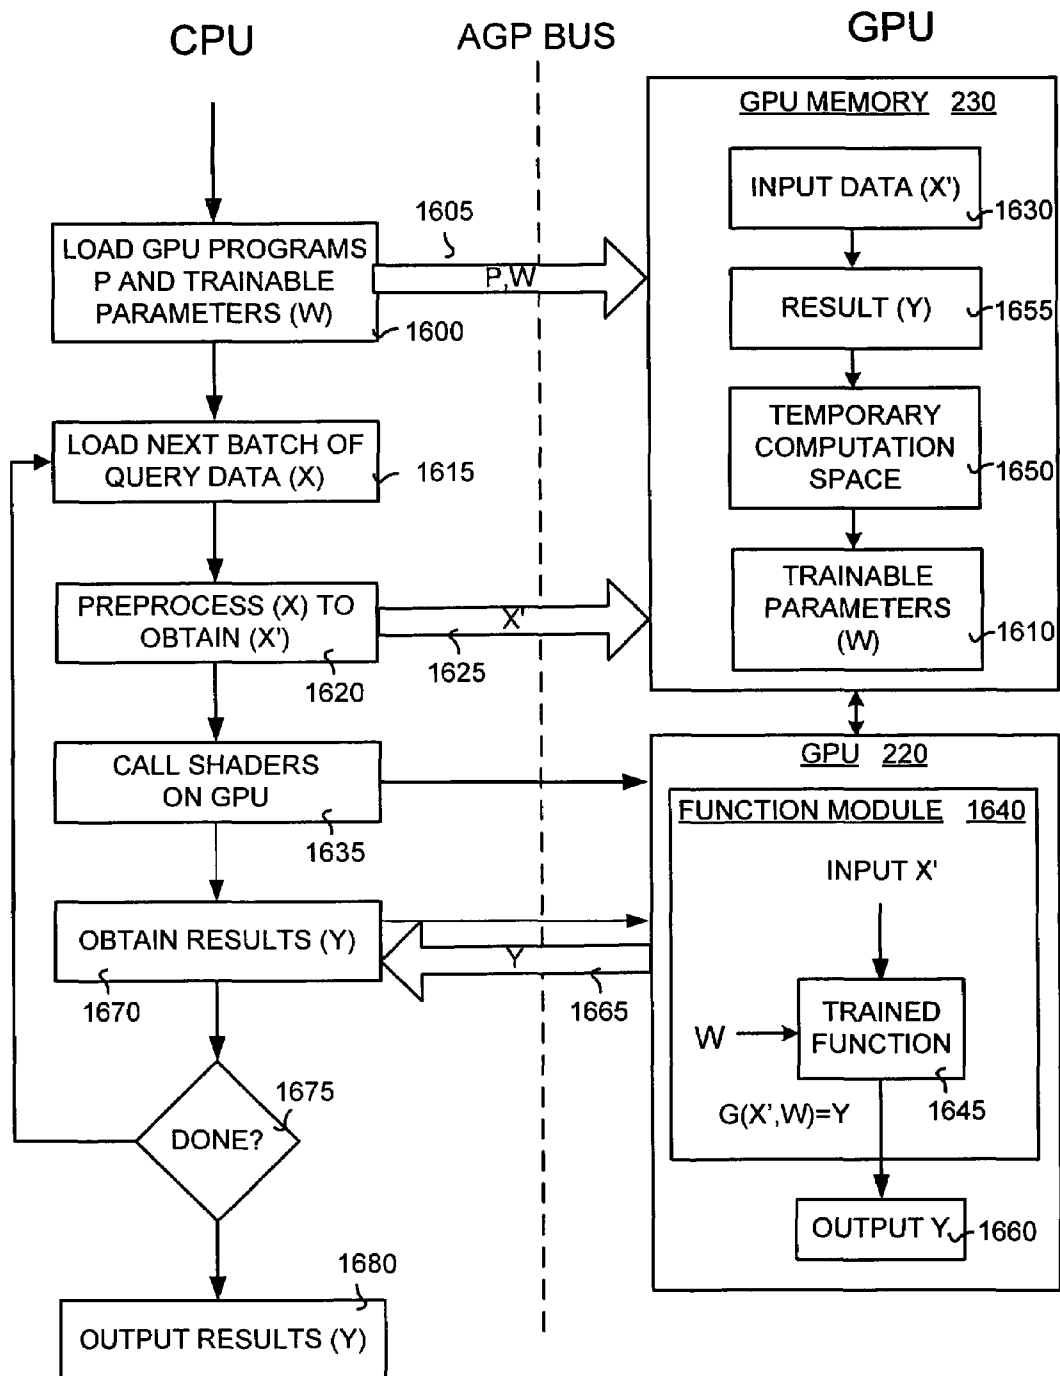 CPU
AGP BUS
GPU
LOAD GPU PROGRAMS
P AND TRAINABLE
PARAMETERS (W)
1600
1605
P,W
LOAD NEXT BATCH OF
QUERY DATA (X)
1615
PREPROCESS (X) TO
OBTAIN (X')
1620
X'
1625
CALL SHADERS
ON GPU
1635
OBTAIN RESULTS (Y)
1670
Y
1665
DONE?
1675
1680
OUTPUT RESULTS (Y)
GPU MEMORY 230
INPUT DATA (X')
1630
RESULT (Y)
1655
TEMPORARY
COMPUTATION
SPACE
1650
TRAINABLE
PARAMETERS
(W)
1610
GPU 220
FUNCTION MODULE 1640
INPUT X'
W
TRAINED
FUNCTION
1645
G(X',W)=Y
OUTPUT Y
1660